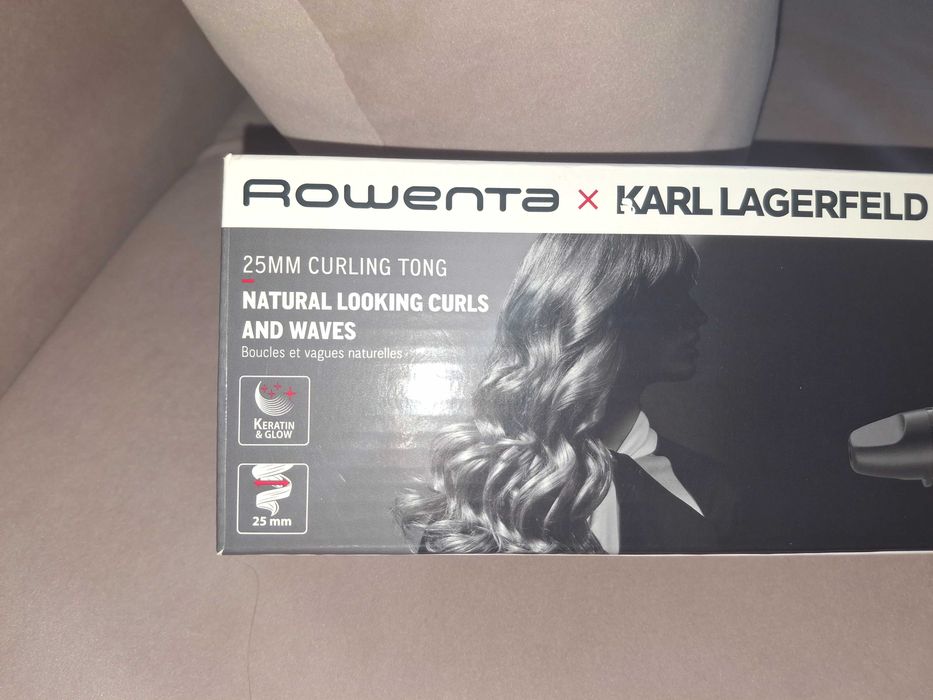 Rowenta × KARL LAGERFELD
25MM CURLING TONG
NATURAL LOOKING CURLS
AND WAVES
Boucles et vagues naturelles
KERATIN
& GLOW
25 mm